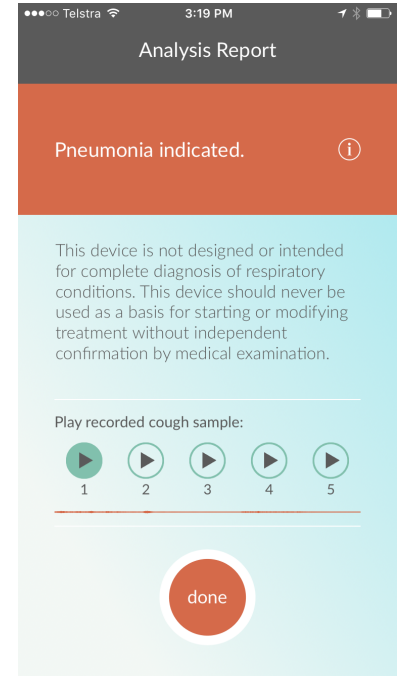 Telstra 3:19 PM
Analysis Report
Pneumonia indicated.
This device is not designed or intended
for complete diagnosis of respiratory
conditions. This device should never be
used as a basis for starting or modifying
treatment without independent
confirmation by medical examination.
Play recorded cough sample:
1 2 3 4 5
done